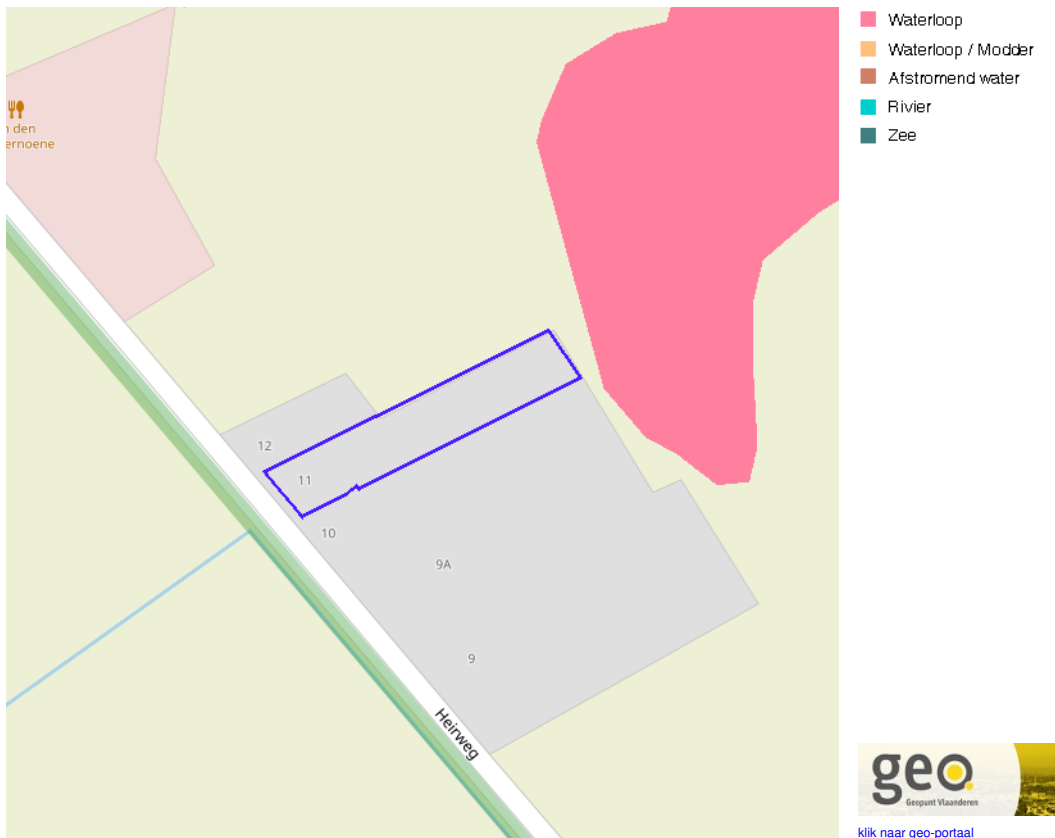 Waterloop
Waterloop / Modder
Afstromend water
Rivier
Zee
n den
ernoene
12
11
10
9A
9
Heirweg
geo
Geopunt Vlaanderen
klik naar geo-portaal